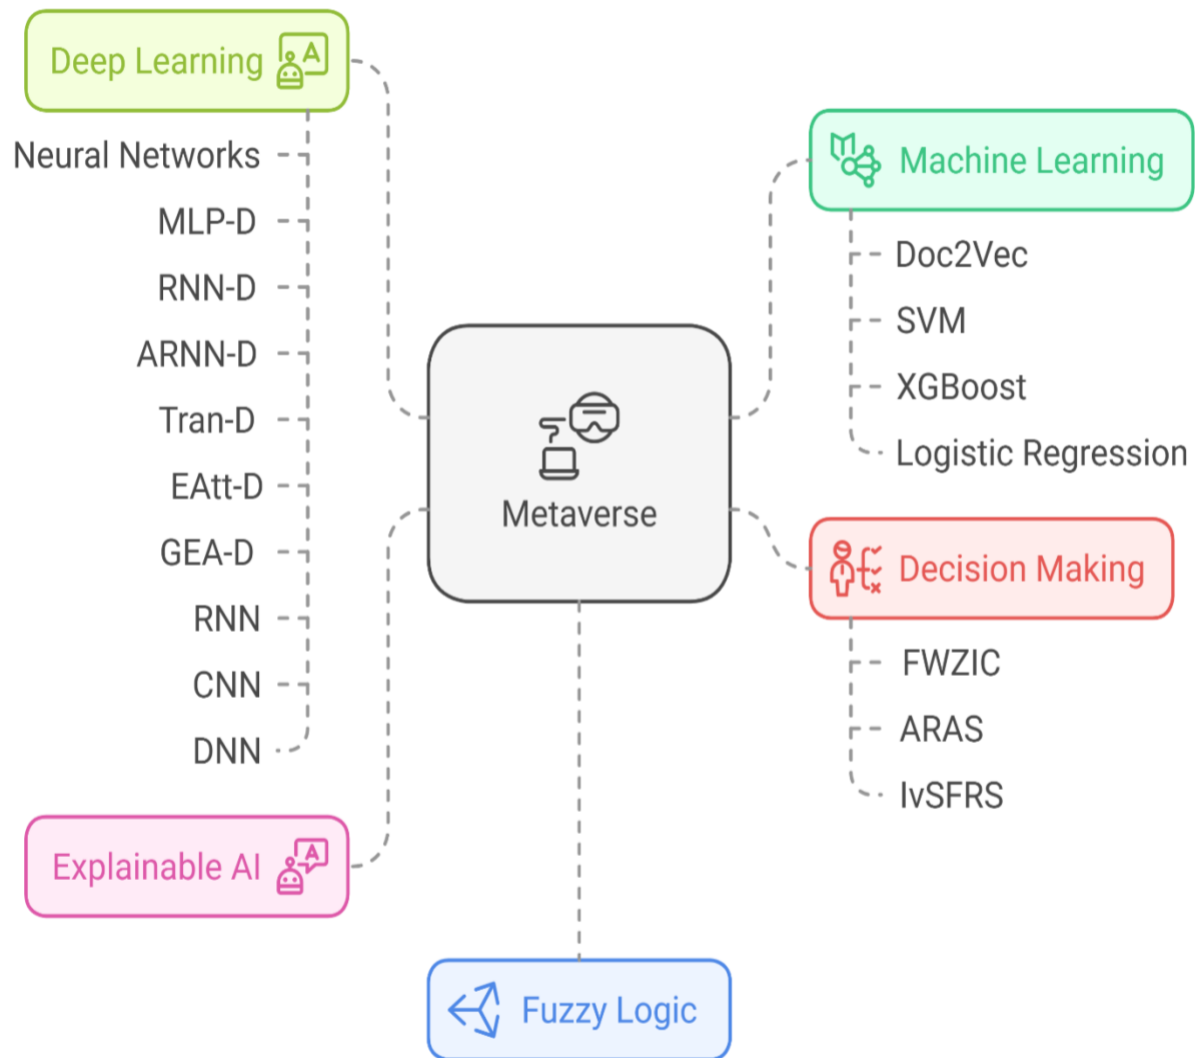 Deep Learning
Neural Networks
MLP-D
RNN-D
ARNN-D
Tran-D
EAtt-D
GEA-D
RNN
CNN
DNN
Explainable AI
Metaverse
Machine Learning
Doc2Vec
SVM
XGBoost
Logistic Regression
Decision Making
FWZIC
ARAS
IvSFRS
Fuzzy Logic